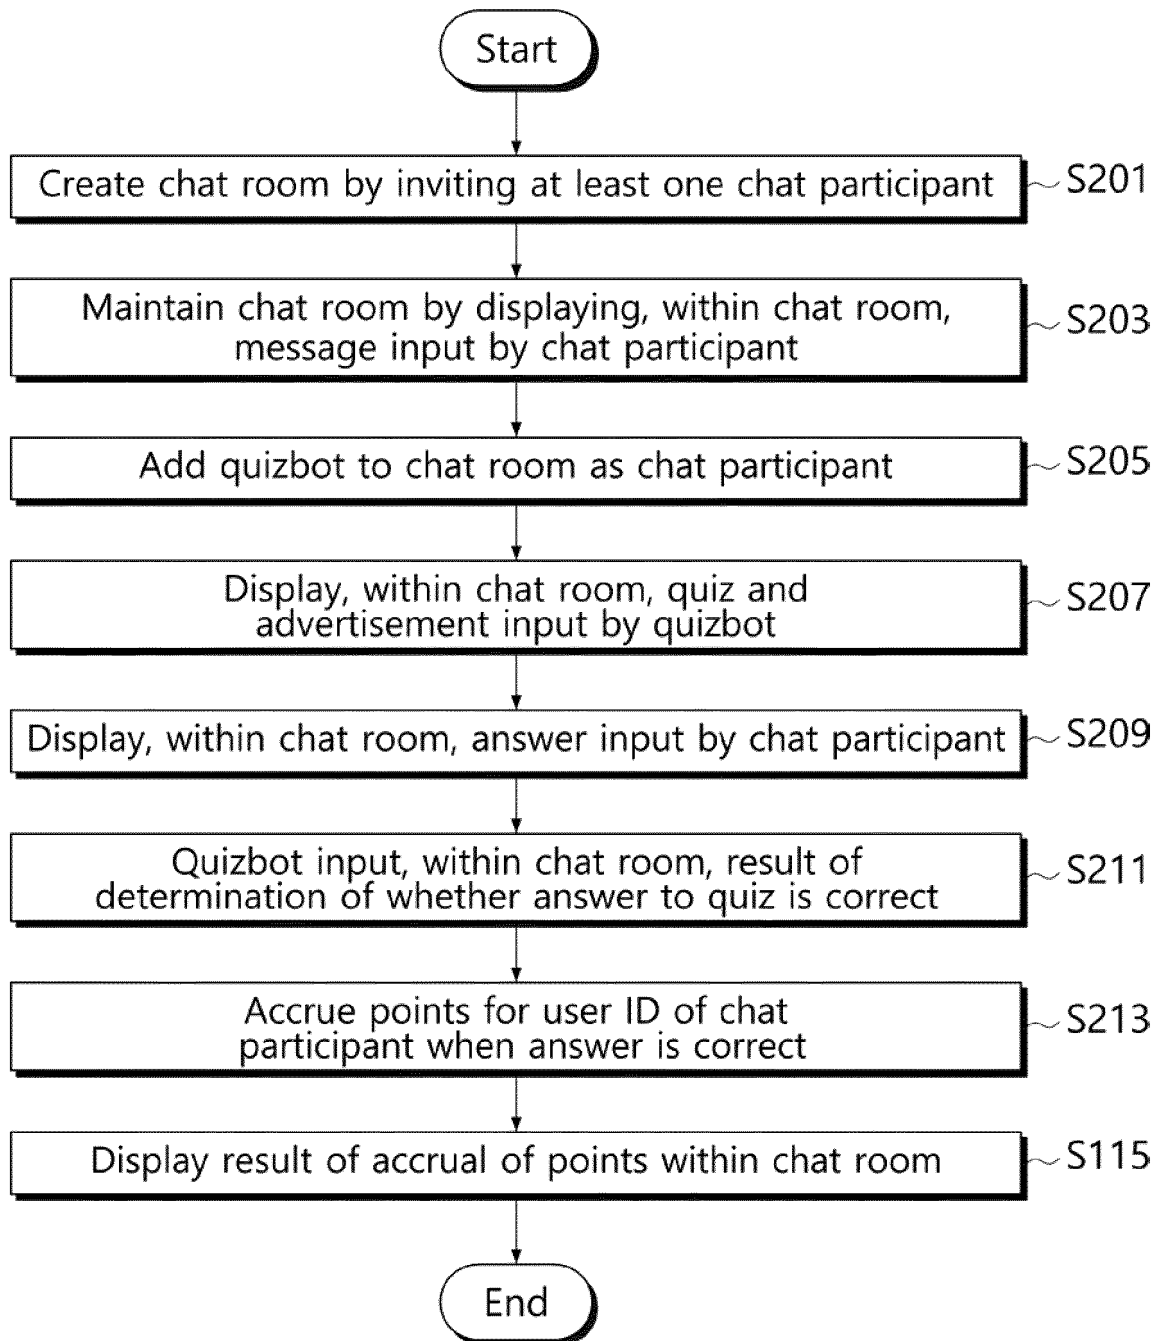 Start
Create chat room by inviting at least one chat participant
S201
Maintain chat room by displaying, within chat room,
message input by chat participant
S203
Add quizbot to chat room as chat participant
S205
Display, within chat room, quiz and
advertisement input by quizbot
S207
Display, within chat room, answer input by chat participant
S209
Quizbot input, within chat room, result of
determination of whether answer to quiz is correct
S211
Accrue points for user ID of chat
participant when answer is correct
S213
Display result of accrual of points within chat room
S115
End